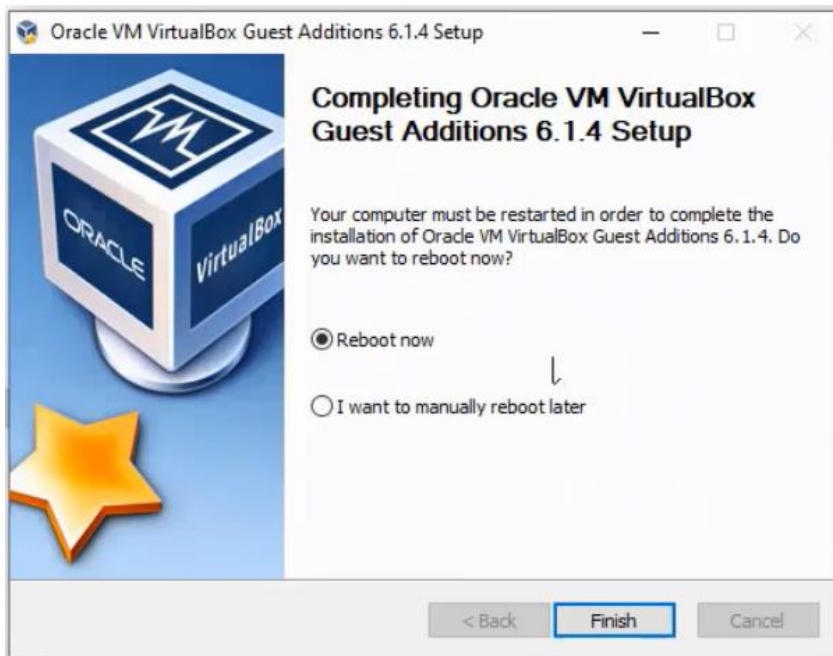 Oracle VM VirtualBox Guest Additions 6.1.4 Setup
Completing Oracle VM VirtualBox
Guest Additions 6.1.4 Setup
Your computer must be restarted in order to complete the
installation of Oracle VM VirtualBox Guest Additions 6.1.4. Do
you want to reboot now?
Reboot now
I want to manually reboot later
ORACLE
VirtualBox
< Back
Finish
Cancel